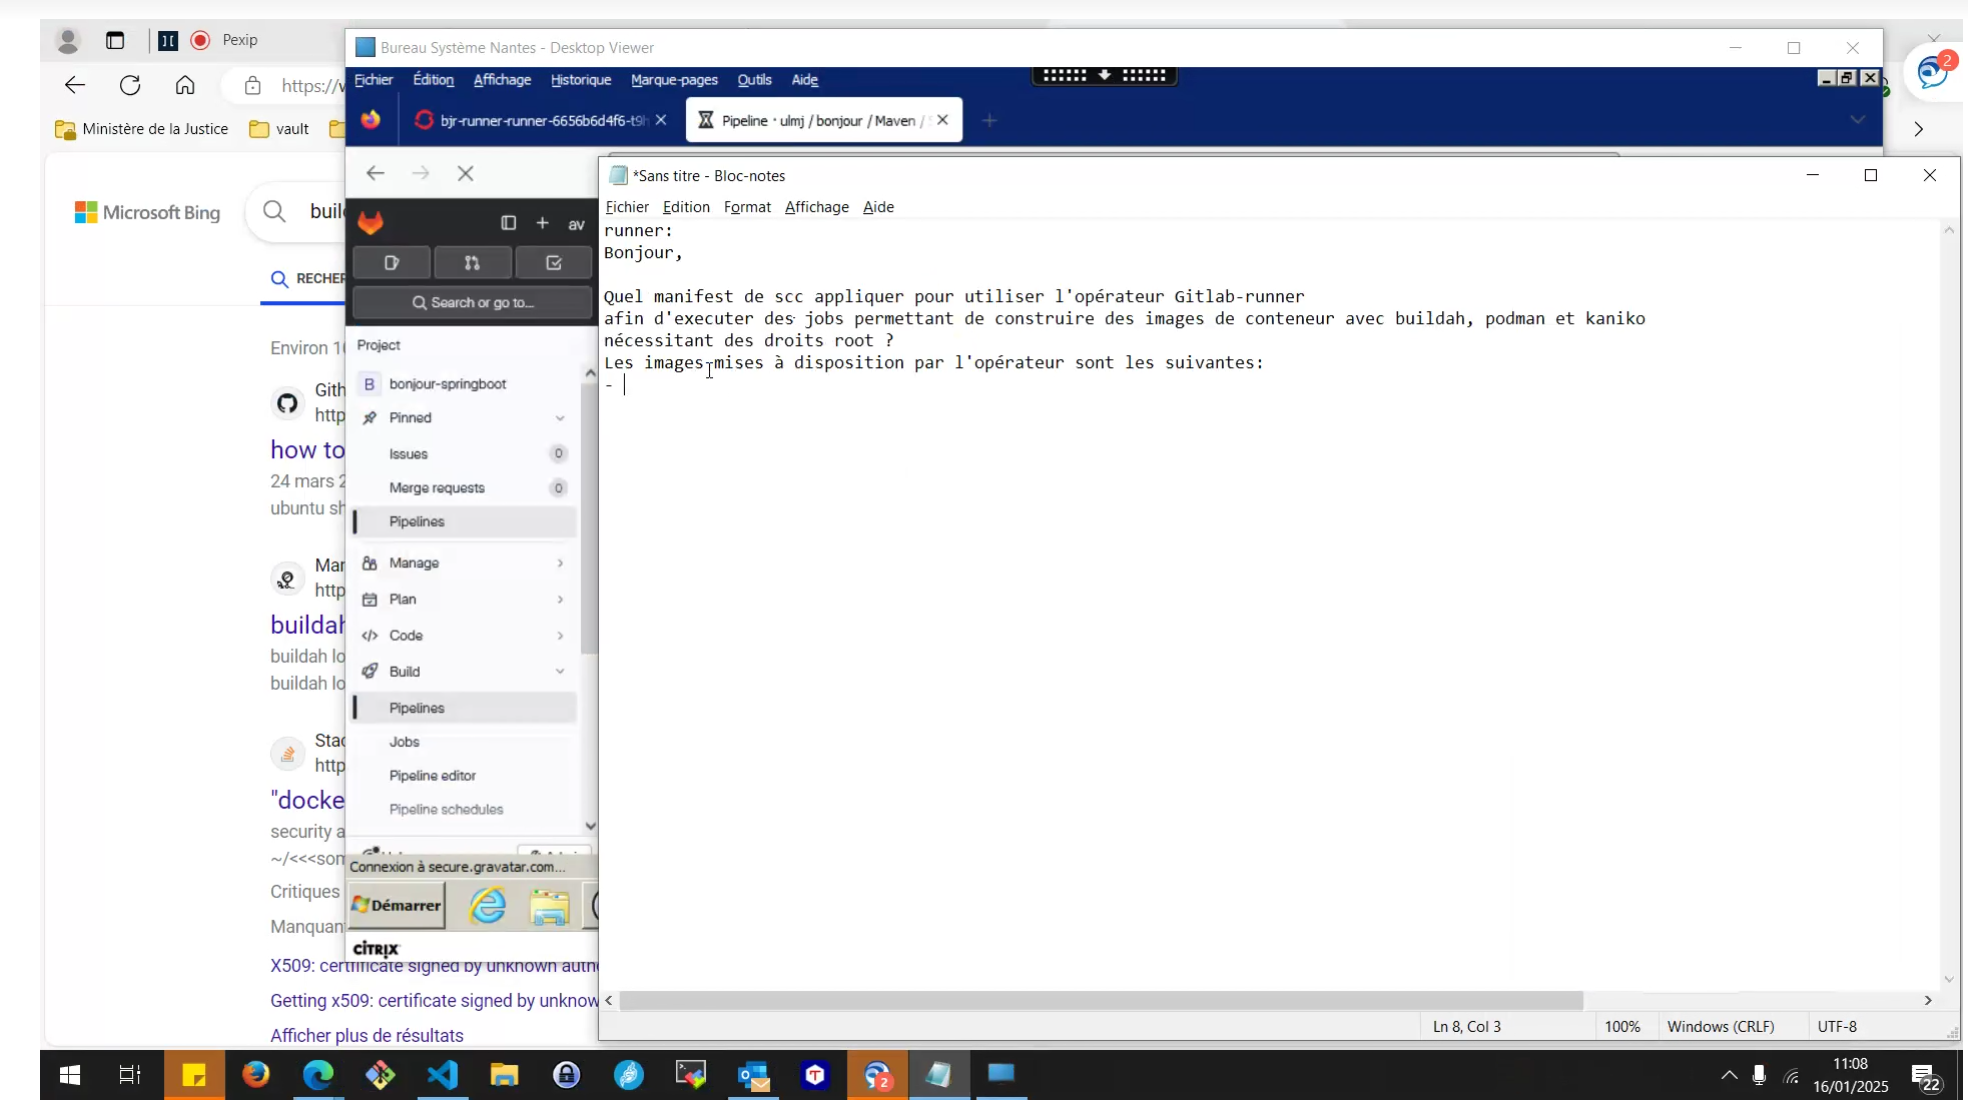 Pexip
https://v
Ministère de la Justice
vault
Microsoft Bing
buil
RECHER
Environ 1
Gith
http
how to
24 mars 2
ubuntu sh
Mar
http
buildah
buildah lo
buildah lo
Stac
http
"docke
security a
~/<<<som
Critiques
Manquan
X509: certificate signed by unknown auth
Getting x509: certificate signed by unknow
Afficher plus de résultats
Bureau Système Nantes - Desktop Viewer
Fichier Édition Affichage Historique Marque-pages Outils Aide
bjr-runner-runner-6656b6d4f6-t9h
Pipeline · ulmj / bonjour / Maven /
av
Search or go to...
Project
B bonjour-springboot
Pinned
Issues 0
Merge requests 0
Pipelines
Manage
Plan
Code
Build
Pipelines
Jobs
Pipeline editor
Pipeline schedules
Connexion à secure.gravatar.com...
Démarrer
CİTRIX
*Sans titre - Bloc-notes
Fichier Edition Format Affichage Aide
runner:
Bonjour,
Quel manifest de scc appliquer pour utiliser l'opérateur Gitlab-runner
afin d'executer des jobs permettant de construire des images de conteneur avec buildah, podman et kaniko
nécessitant des droits root ?
Les images mises à disposition par l'opérateur sont les suivantes:
-
Ln 8, Col 3
100%
Windows (CRLF)
UTF-8
2
2
11:08
16/01/2025
22